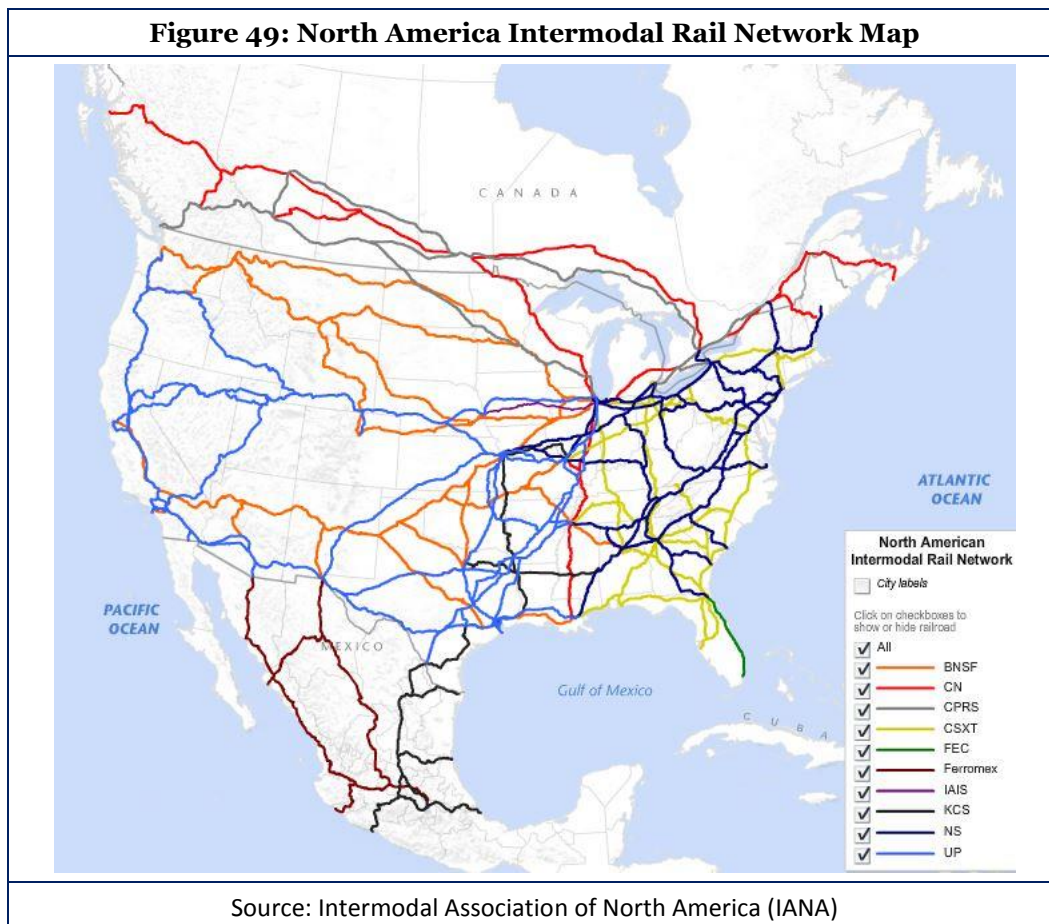 Figure 49: North America Intermodal Rail Network Map
CANADA
ATLANTIC
OCEAN
PACIFIC
OCEAN
MEXICO
Gulf of Mexico
CUBA
North American
Intermodal Rail Network
City labels
Click on checkboxes to
show or hide railroad
All
BNSF
CN
CPRS
CSXT
FEC
Ferromex
IAIS
KCS
NS
UP
Source: Intermodal Association of North America (IANA)